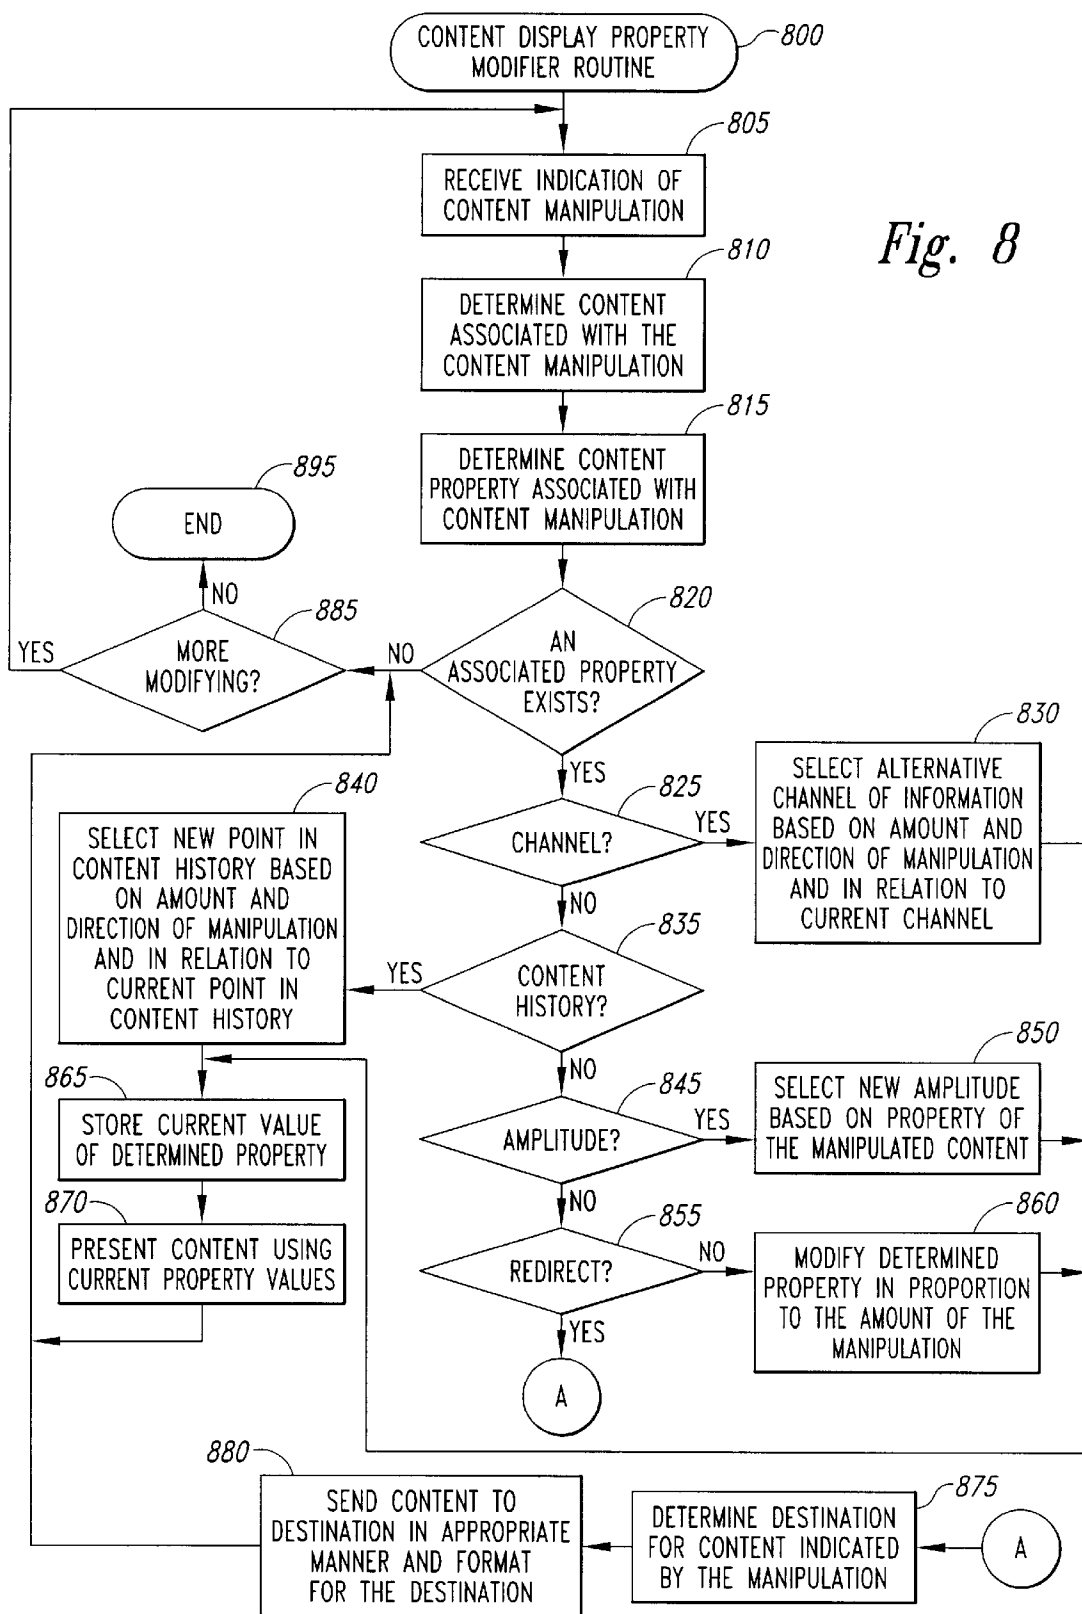 CONTENT DISPLAY PROPERTY
MODIFIER ROUTINE
800
805
RECEIVE INDICATION OF
CONTENT MANIPULATION
Fig. 8
810
DETERMINE CONTENT
ASSOCIATED WITH THE
CONTENT MANIPULATION
815
DETERMINE CONTENT
PROPERTY ASSOCIATED WITH
CONTENT MANIPULATION
895
END
NO
885
YES
MORE
MODIFYING?
NO
820
AN
ASSOCIATED PROPERTY
EXISTS?
YES
825
CHANNEL?
YES
830
SELECT ALTERNATIVE
CHANNEL OF INFORMATION
BASED ON AMOUNT AND
DIRECTION OF MANIPULATION
AND IN RELATION TO
CURRENT CHANNEL
NO
840
SELECT NEW POINT IN
CONTENT HISTORY BASED
ON AMOUNT AND
DIRECTION OF MANIPULATION
AND IN RELATION TO
CURRENT POINT IN
CONTENT HISTORY
YES
835
CONTENT
HISTORY?
NO
865
STORE CURRENT VALUE
OF DETERMINED PROPERTY
845
AMPLITUDE?
YES
850
SELECT NEW AMPLITUDE
BASED ON PROPERTY OF
THE MANIPULATED CONTENT
NO
870
PRESENT CONTENT USING
CURRENT PROPERTY VALUES
855
REDIRECT?
NO
860
MODIFY DETERMINED
PROPERTY IN PROPORTION
TO THE AMOUNT OF THE
MANIPULATION
YES
A
880
SEND CONTENT TO
DESTINATION IN APPROPRIATE
MANNER AND FORMAT
FOR THE DESTINATION
875
DETERMINE DESTINATION
FOR CONTENT INDICATED
BY THE MANIPULATION
A